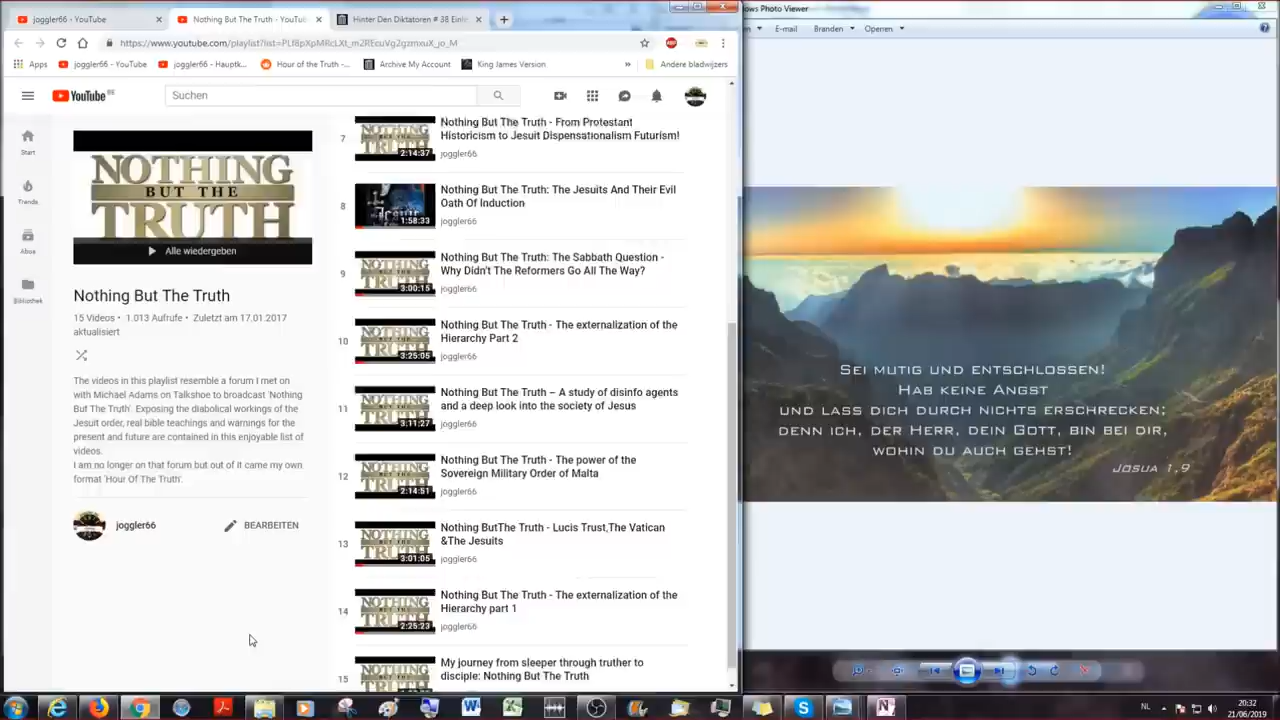 joggler66 - YouTube
Nothing But The Truth - YouTub
Hinter Den Diktatoren # 38 Einle
ows Photo Viewer
https://www.youtube.com/playlist?list=PLf8pXpMRcLXt_m2REcuVg2gzmxuX_jo_M
E-mail
Branden
Openen
Apps
joggler66 - YouTube
joggler66 - Hauptk...
Hour of the Truth -...
Archive My Account
King James Version
»
Andere bladwijzers
YouTube BE
Suchen
Start
Trends
Abos
Bibliothek
NOTHING
BUT THE
TRUTH
Alle wiedergeben
Nothing But The Truth
15 Videos • 1.013 Aufrufe • Zuletzt am 17.01.2017
aktualisiert
The videos in this playlist resemble a forum I met on
with Michael Adams on Talkshoe to broadcast 'Nothing
But The Truth'. Exposing the diabolical workings of the
Jesuit order, real bible teachings and warnings for the
present and future are contained in this enjoyable list of
videos.
I am no longer on that forum but out of it came my own
format 'Hour Of The Truth'.
joggler66
BEARBEITEN
7
2:14:37
Nothing But The Truth - From Protestant
Historicism to Jesuit Dispensationalism Futurism!
joggler66
8
1:58:33
Nothing But The Truth: The Jesuits And Their Evil
Oath Of Induction
joggler66
9
3:00:15
Nothing But The Truth: The Sabbath Question -
Why Didn't The Reformers Go All The Way?
joggler66
10
3:25:05
Nothing But The Truth - The externalization of the
Hierarchy Part 2
joggler66
11
3:11:27
Nothing But The Truth – A study of disinfo agents
and a deep look into the society of Jesus
joggler66
12
2:14:51
Nothing But The Truth - The power of the
Sovereign Military Order of Malta
joggler66
13
3:01:05
Nothing ButThe Truth - Lucis Trust,The Vatican
&The Jesuits
joggler66
14
2:25:23
Nothing But The Truth - The externalization of the
Hierarchy part 1
joggler66
15
My journey from sleeper through truther to
disciple: Nothing But The Truth
Sei mutig und entschlossen!
Hab keine Angst
und lass dich durch nichts erschrecken;
denn ich, der Herr, dein Gott, bin bei dir,
wohin du auch gehst!
Josua 1,9
NL
20:32
21/06/2019